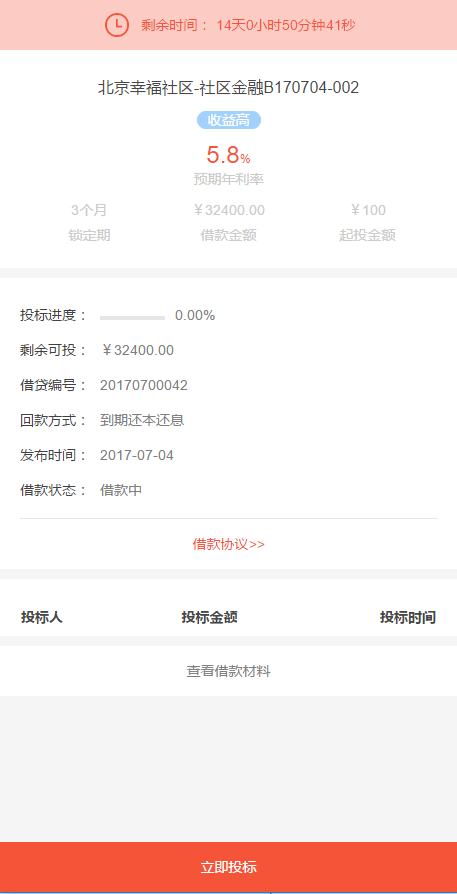 剩余时间： 14天0小时50分钟41秒
北京幸福社区-社区金融B170704-002
收益高
5.8%
预期年利率
3个月 ￥32400.00 ￥100
锁定期 借款金额 起投金额
投标进度： 0.00%
剩余可投： ￥32400.00
借贷编号： 20170700042
回款方式： 到期还本还息
发布时间： 2017-07-04
借款状态： 借款中
借款协议>>
投标人 投标金额 投标时间
查看借款材料
立即投标